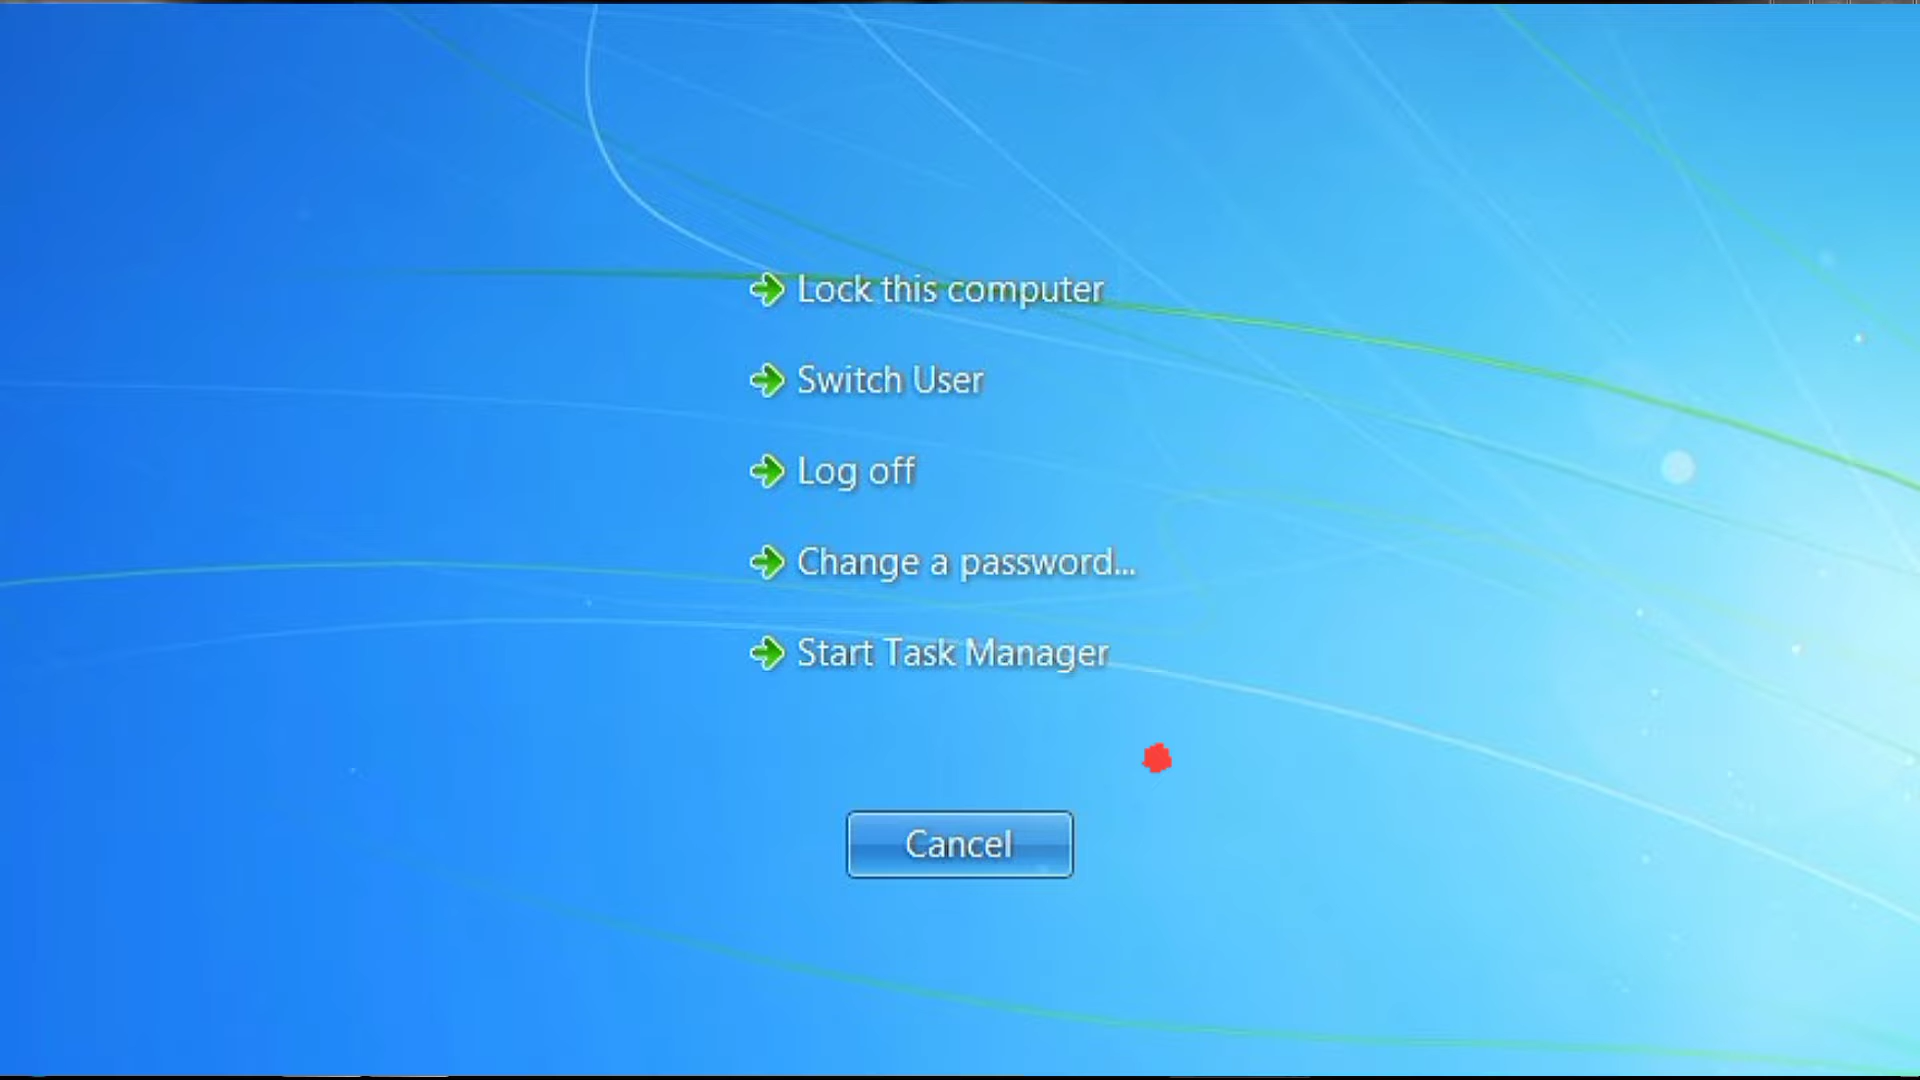 Lock this computer
Switch User
Log off
Change a password...
Start Task Manager
Cancel